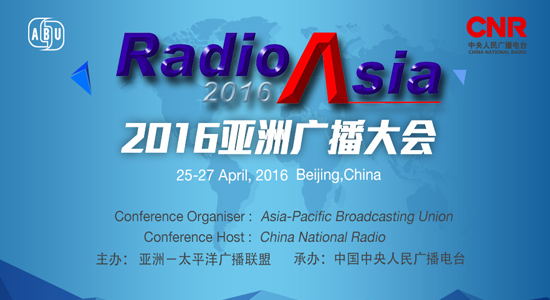 ABU
CNR
中央人民广播电台
CHINA NATIONAL RADIO
Radio Asia
2016
2016亚洲广播大会
25-27 April, 2016 Beijing,China
Conference Organiser : Asia-Pacific Broadcasting Union
Conference Host : China National Radio
主办： 亚洲－太平洋广播联盟 承办：中国中央人民广播电台